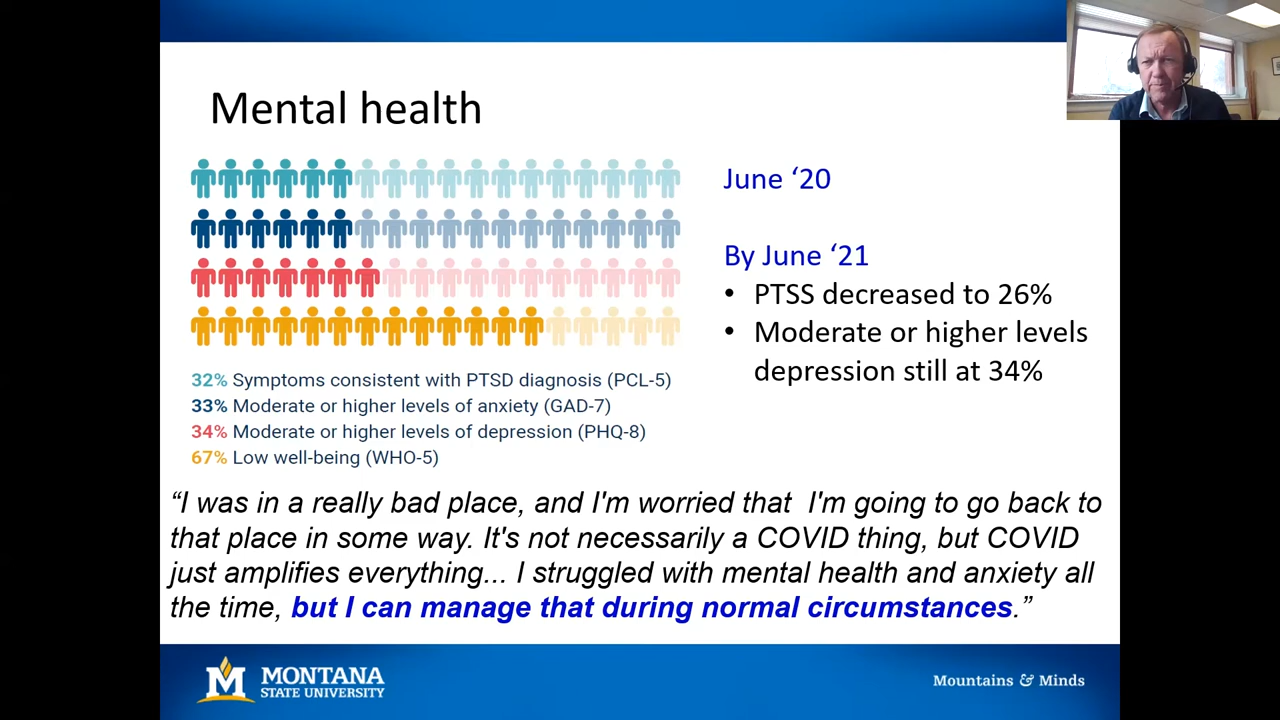 Mental health
32% Symptoms consistent with PTSD diagnosis (PCL-5)
33% Moderate or higher levels of anxiety (GAD-7)
34% Moderate or higher levels of depression (PHQ-8)
67% Low well-being (WHO-5)
June ‘20
By June ‘21
• PTSS decreased to 26%
• Moderate or higher levels
depression still at 34%
“I was in a really bad place, and I'm worried that  I'm going to go back to
that place in some way. It's not necessarily a COVID thing, but COVID
just amplifies everything... I struggled with mental health and anxiety all
the time, but I can manage that during normal circumstances.”
M
MONTANA
STATE UNIVERSITY
Mountains & Minds